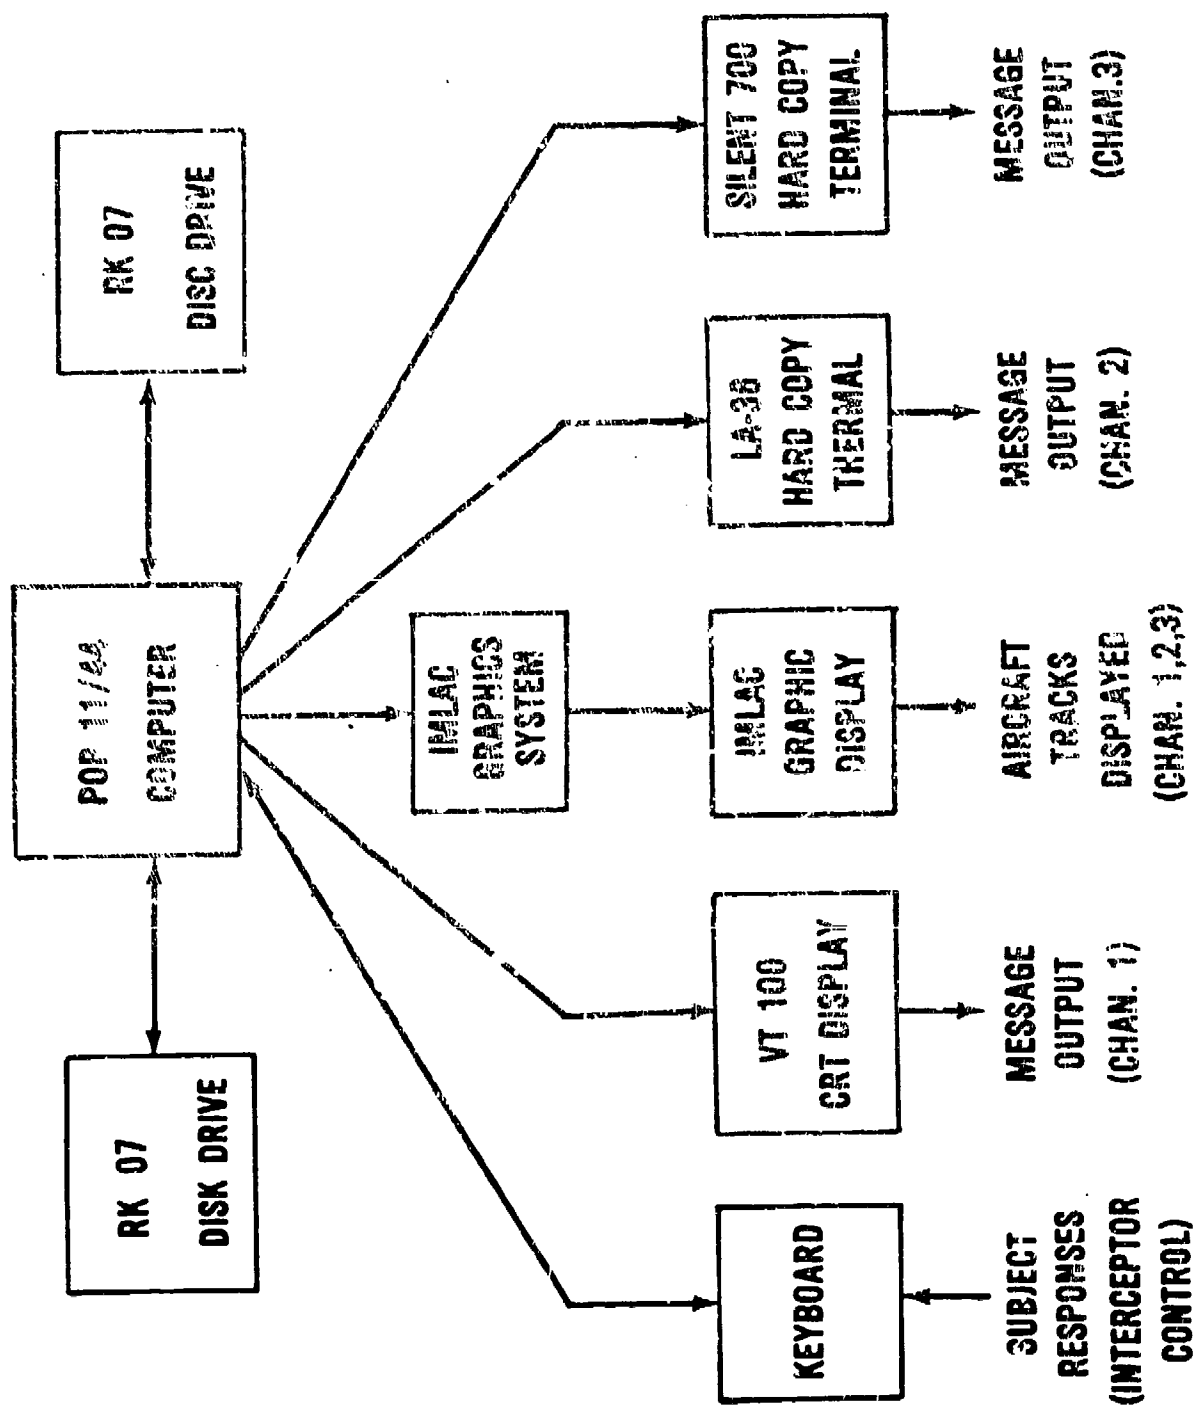 RK 07
DISK DRIVE
PDP 11/44
COMPUTER
RK 07
DISC DRIVE
IMLAC
GRAPHICS
SYSTEM
KEYBOARD
VT 100
CRT DISPLAY
IMLAC
GRAPHIC
DISPLAY
LA-36
HARD COPY
THERMAL
SILENT 700
HARD COPY
TERMINAL
SUBJECT
RESPONSES
(INTERCEPTOR
CONTROL)
MESSAGE
OUTPUT
(CHAN. 1)
AIRCRAFT
TRACKS
DISPLAYED
(CHAN. 1,2,3)
MESSAGE
OUTPUT
(CHAN. 2)
MESSAGE
OUTPUT
(CHAN.3)